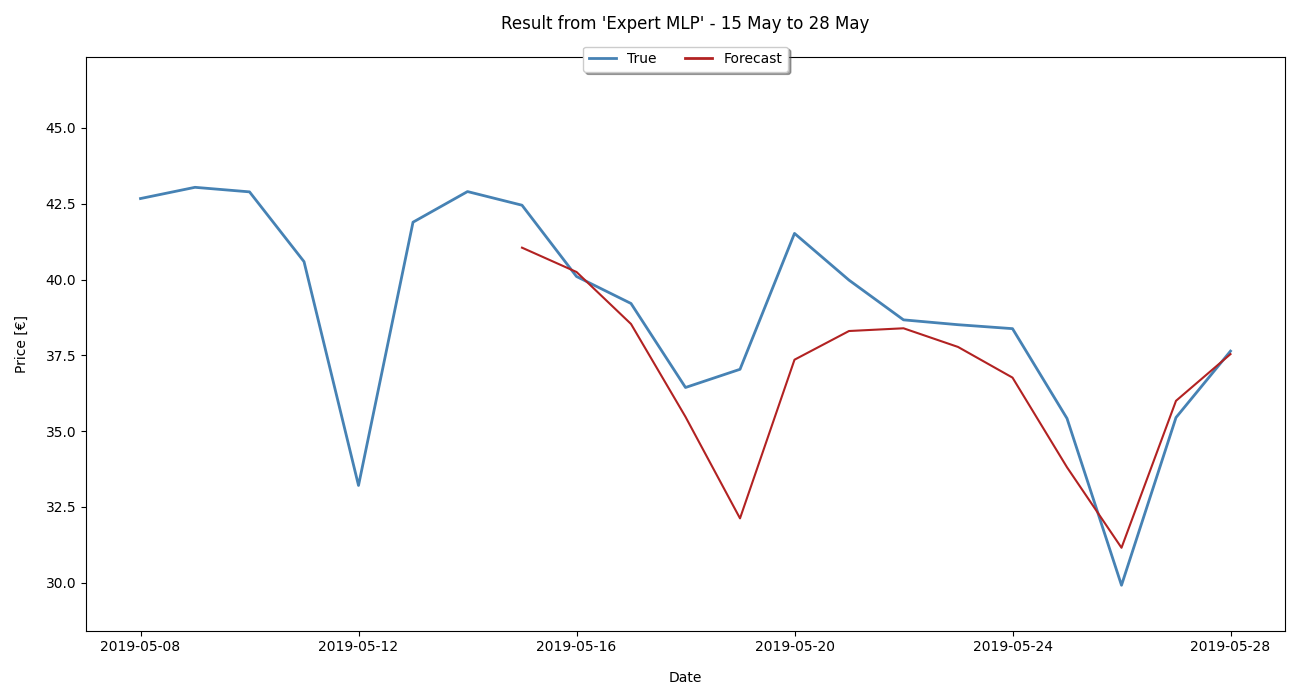 Result from 'Expert MLP' - 15 May to 28 May
True Forecast
45.0
42.5
40.0
37.5
35.0
32.5
30.0
Price [€]
2019-05-08 2019-05-12 2019-05-16 2019-05-20 2019-05-24 2019-05-28
Date